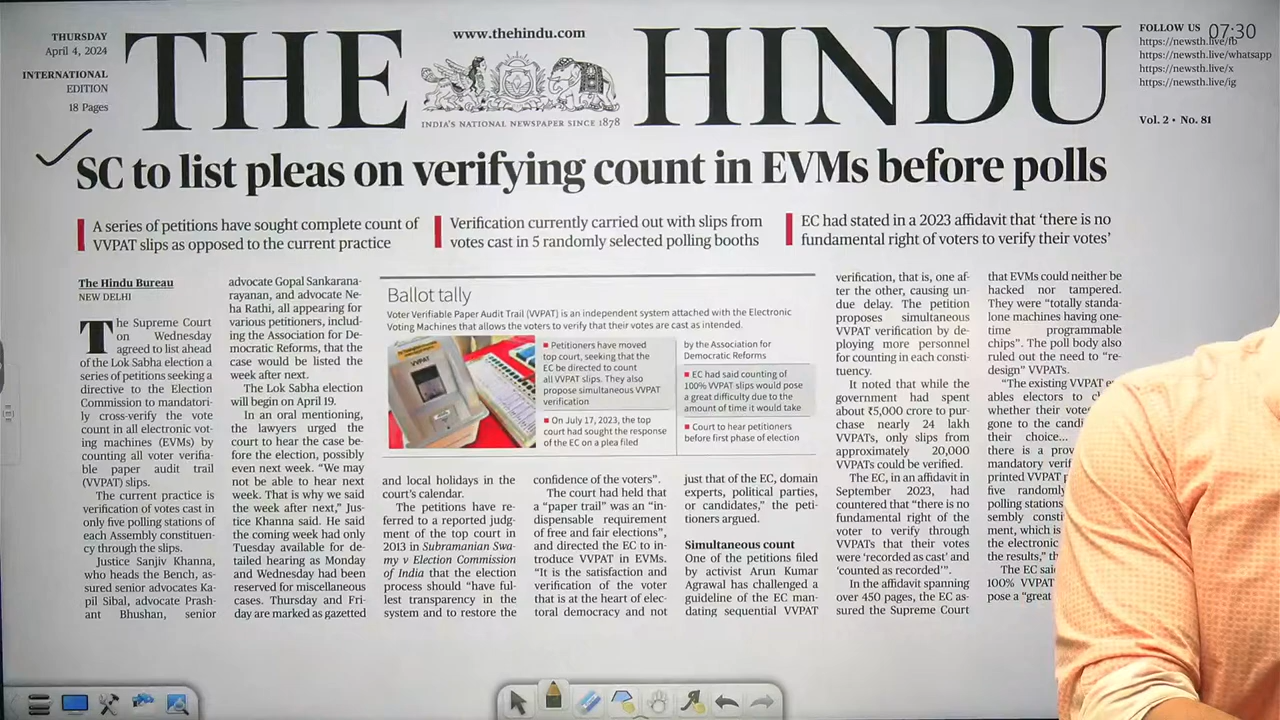 THURSDAY
April 4, 2024
INTERNATIONAL
EDITION
18 Pages
THE HINDU
www.thehindu.com
INDIA'S NATIONAL NEWSPAPER SINCE 1878
FOLLOW US 07:30
https://newsth.live/fb
https://newsth.live/whatsapp
https://newsth.live/x
https://newsth.live/ig
Vol. 2 • No. 81
SC to list pleas on verifying count in EVMs before polls
A series of petitions have sought complete count of
VVPAT slips as opposed to the current practice
Verification currently carried out with slips from
votes cast in 5 randomly selected polling booths
EC had stated in a 2023 affidavit that ‘there is no
fundamental right of voters to verify their votes’
The Hindu Bureau
NEW DELHI
The Supreme Court
on Wednesday
agreed to list ahead
of the Lok Sabha election a
series of petitions seeking a
directive to the Election
Commission to mandatori-
ly cross-verify the vote
count in all electronic vot-
ing machines (EVMs) by
counting all voter verifia-
ble paper audit trail
(VVPAT) slips.
The current practice is
verification of votes cast in
only five polling stations of
each Assembly constituen-
cy through the slips.
Justice Sanjiv Khanna,
who heads the Bench, as-
sured senior advocates Ka-
pil Sibal, advocate Prash-
ant Bhushan, senior
advocate Gopal Sankarana-
rayanan, and advocate Ne-
ha Rathi, all appearing for
various petitioners, includ-
ing the Association for De-
mocratic Reforms, that the
case would be listed the
week after next.
The Lok Sabha election
will begin on April 19.
In an oral mentioning,
the lawyers urged the
court to hear the case be-
fore the election, possibly
even next week. “We may
not be able to hear next
week. That is why we said
the week after next,” Jus-
tice Khanna said. He said
the coming week had only
Tuesday available for de-
tailed hearing as Monday
and Wednesday had been
reserved for miscellaneous
cases. Thursday and Fri-
day are marked as gazetted
Ballot tally
Voter Verifiable Paper Audit Trail (VVPAT) is an independent system attached with the Electronic
Voting Machines that allows the voters to verify that their votes are cast as intended.
VVPAT
Petitioners have moved
top court, seeking that the
EC be directed to count
all VVPAT slips. They also
propose simultaneous VVPAT
verification
On July 17, 2023, the top
court had sought the response
of the EC on a plea filed
by the Association for
Democratic Reforms
EC had said counting of
100% VVPAT slips would pose
a great difficulty due to the
amount of time it would take
Court to hear petitioners
before first phase of election
and local holidays in the
court's calendar.
The petitions have re-
ferred to a reported judg-
ment of the top court in
2013 in Subramanian Swa-
my v Election Commission
of India that the election
process should “have ful-
lest transparency in the
system and to restore the
confidence of the voters”.
The court had held that
a “paper trail” was an “in-
dispensable requirement
of free and fair elections”,
and directed the EC to in-
troduce VVPAT in EVMs.
“It is the satisfaction and
verification of the voter
that is at the heart of elec-
toral democracy and not
just that of the EC, domain
experts, political parties,
or candidates,” the peti-
tioners argued.
Simultaneous count
One of the petitions filed
by activist Arun Kumar
Agrawal has challenged a
guideline of the EC man-
dating sequential VVPAT
verification, that is, one af-
ter the other, causing un-
due delay. The petition
proposes simultaneous
VVPAT verification by de-
ploying more personnel
for counting in each consti-
tuency.
It noted that while the
government had spent
about ₹5,000 crore to pur-
chase nearly 24 lakh
VVPATs, only slips from
approximately 20,000
VVPATs could be verified.
The EC, in an affidavit in
September 2023, had
countered that “there is no
fundamental right of the
voter to verify through
VVPATs that their votes
were ‘recorded as cast’ and
‘counted as recorded’”.
In the affidavit spanning
over 450 pages, the EC as-
sured the Supreme Court
that EVMs could neither be
hacked nor tampered.
They were “totally standa-
lone machines having one-
time programmable
chips”. The poll body also
ruled out the need to “re-
design” VVPATs.
“The existing VVPAT
ables electors to
whether their
gone to the
their choice...
there is a
mandatory
printed VVPAT
five
polling
sembly
ment, which is
the electronic
the results,”
The EC
100% VVPAT
pose a “great